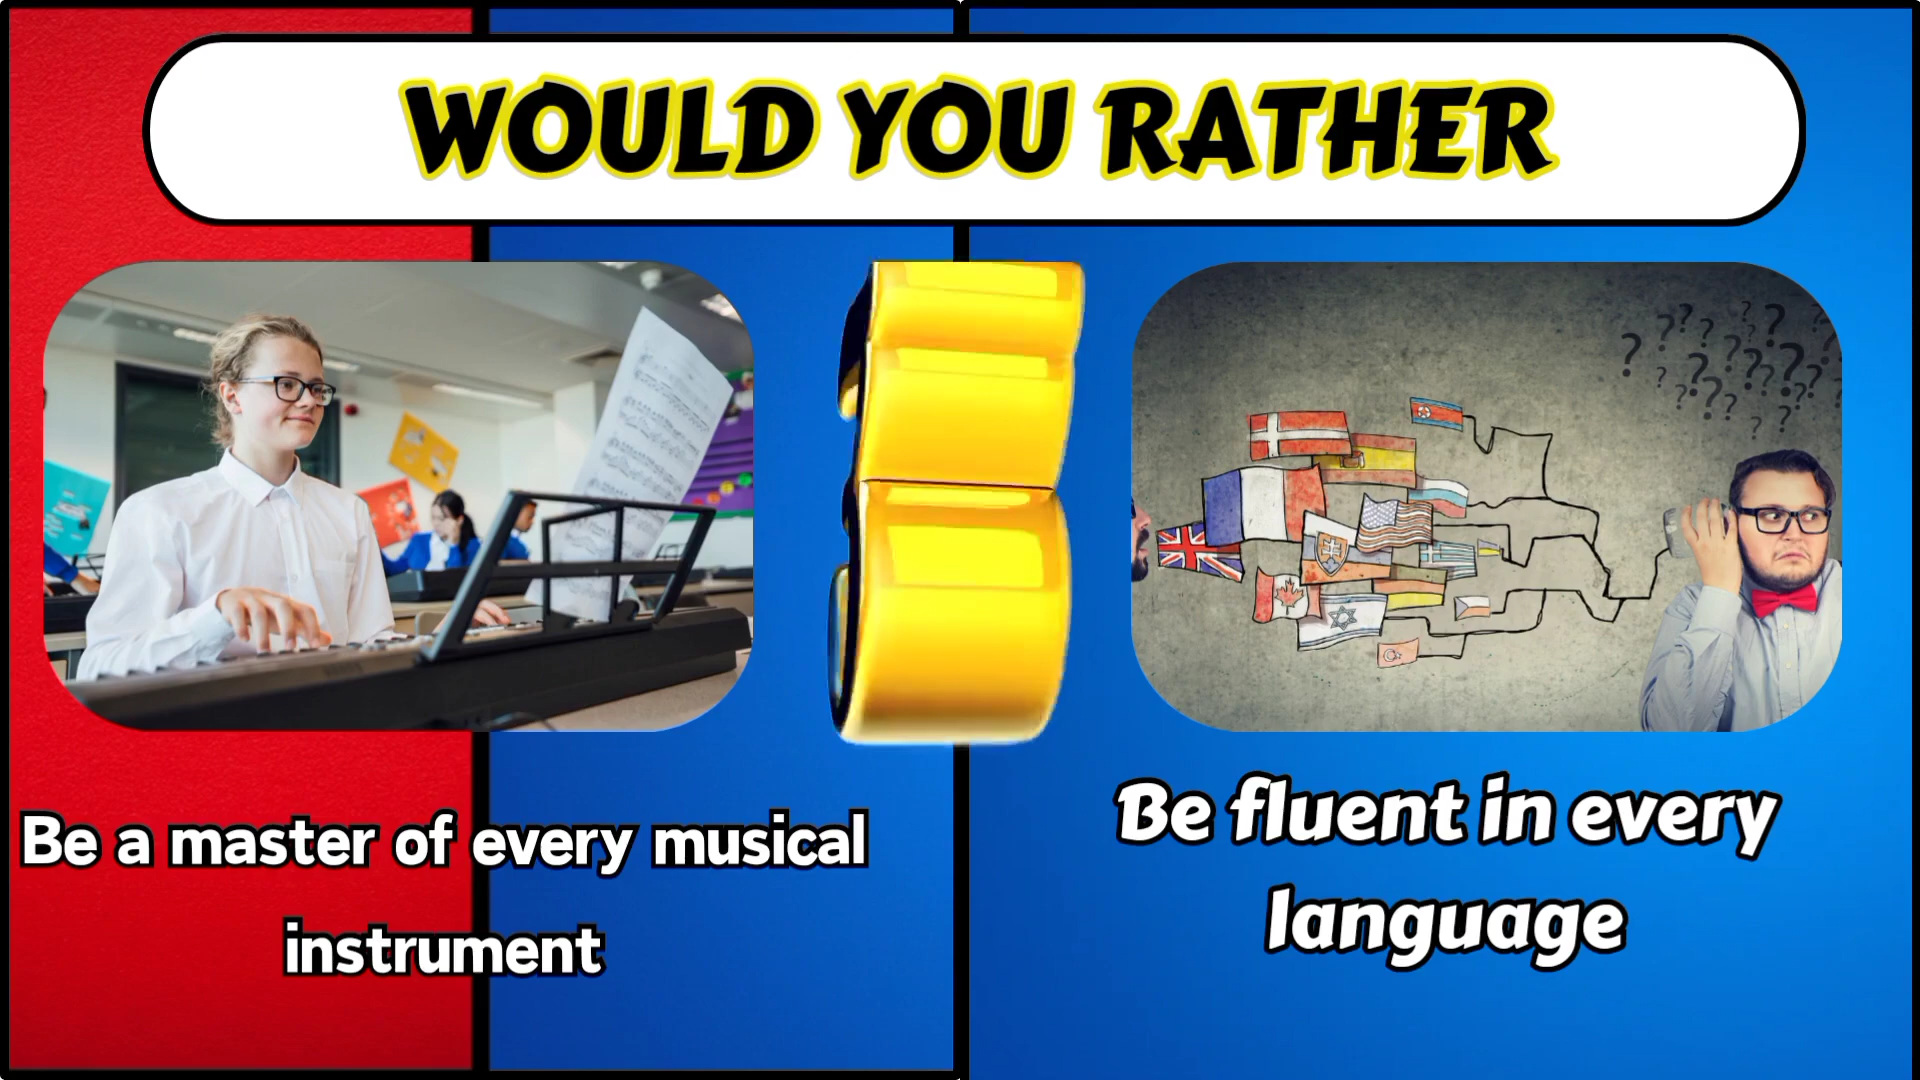 WOULD YOU RATHER
Be a master of every musical
instrument
Be fluent in every
language